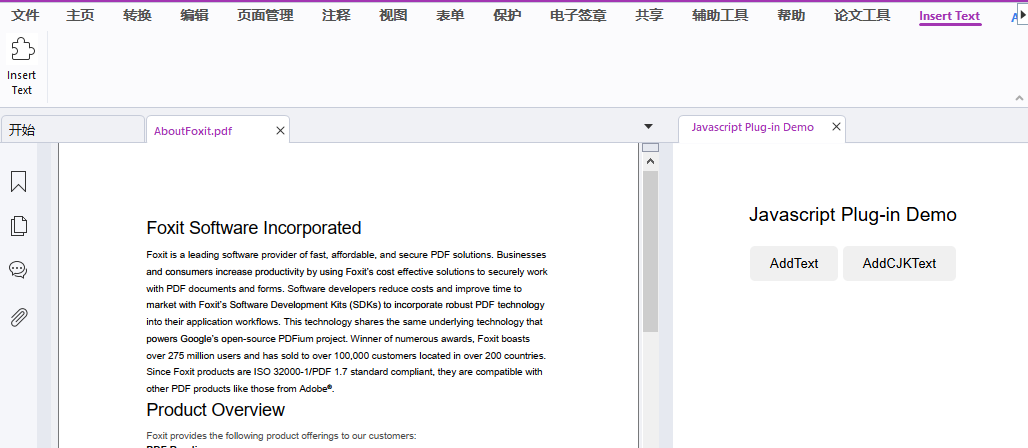 文件 主页 转换 编辑 页面管理 注释 视图 表单 保护 电子签章 共享 辅助工具 帮助 论文工具 Insert Text
Insert
Text
开始 AboutFoxit.pdf Javascript Plug-in Demo
Foxit Software Incorporated
Foxit is a leading software provider of fast, affordable, and secure PDF solutions. Businesses
and consumers increase productivity by using Foxit's cost effective solutions to securely work
with PDF documents and forms. Software developers reduce costs and improve time to
market with Foxit's Software Development Kits (SDKs) to incorporate robust PDF technology
into their application workflows. This technology shares the same underlying technology that
powers Google's open-source PDFium project. Winner of numerous awards, Foxit boasts
over 275 million users and has sold to over 100,000 customers located in over 200 countries.
Since Foxit products are ISO 32000-1/PDF 1.7 standard compliant, they are compatible with
other PDF products like those from Adobe®.
Product Overview
Foxit provides the following product offerings to our customers:
Javascript Plug-in Demo
AddText AddCJKText